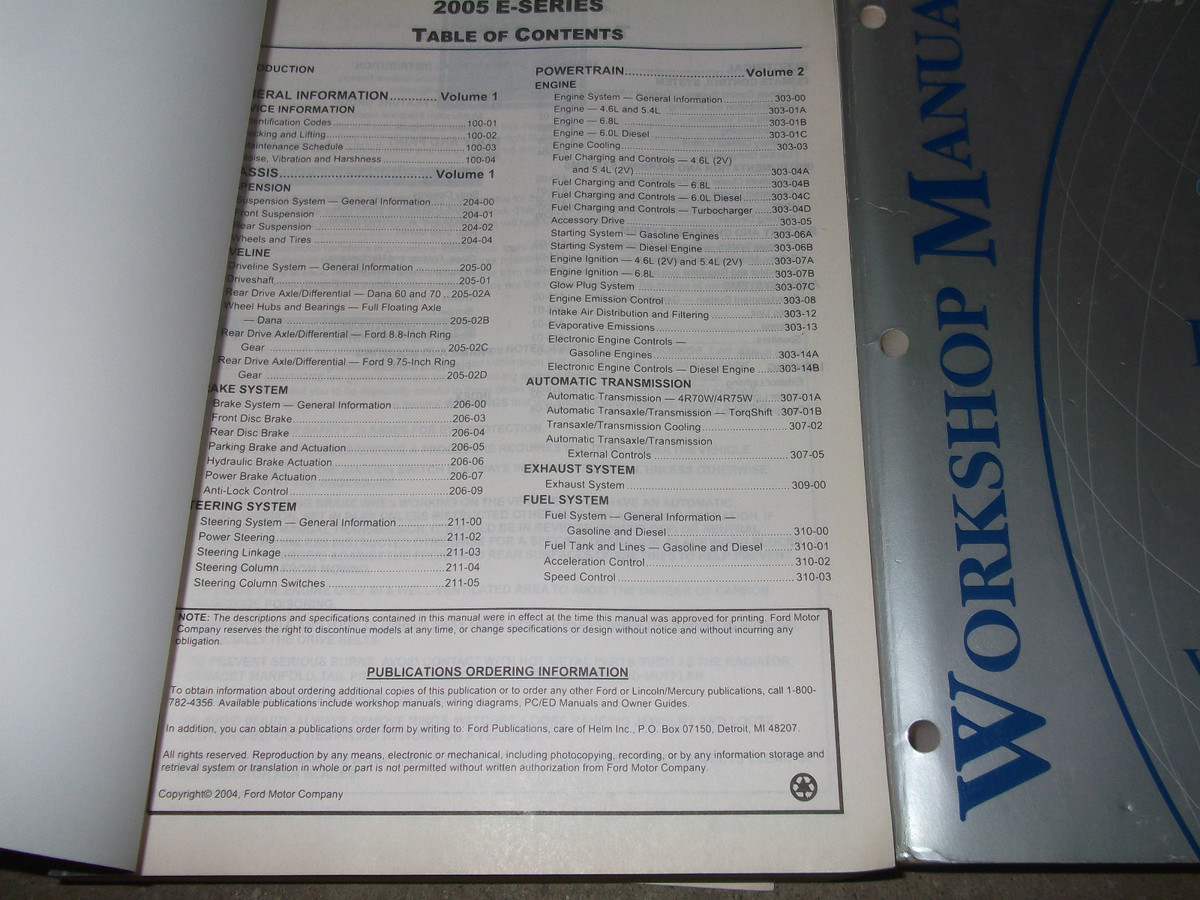 2005 E-SERIES
TABLE OF CONTENTS
ODUCTION
ERAL INFORMATION............ Volume 1
VICE INFORMATION
entification Codes............ 100-01
cking and Lifting............ 100-02
aintenance Schedule............ 100-03
oise, Vibration and Harshness............ 100-04
ASSIS............ Volume 1
PENSION
uspension System — General Information............ 204-00
ront Suspension............ 204-01
ear Suspension............ 204-02
Wheels and Tires............ 204-04
VELINE
Driveline System — General Information............ 205-00
Driveshaft............ 205-01
Rear Drive Axle/Differential — Dana 60 and 70 .. 205-02A
Wheel Hubs and Bearings — Full Floating Axle
— Dana ............ 205-02B
Rear Drive Axle/Differential — Ford 8.8-Inch Ring
Gear ............ 205-02C
Rear Drive Axle/Differential — Ford 9.75-Inch Ring
Gear ............ 205-02D
AKE SYSTEM
Brake System — General Information............ 206-00
Front Disc Brake............ 206-03
Rear Disc Brake............ 206-04
Parking Brake and Actuation............ 206-05
Hydraulic Brake Actuation............ 206-06
Power Brake Actuation............ 206-07
Anti-Lock Control............ 206-09
TEERING SYSTEM
Steering System — General Information............ 211-00
Power Steering............ 211-02
Steering Linkage............ 211-03
Steering Column............ 211-04
Steering Column Switches............ 211-05
POWERTRAIN............ Volume 2
ENGINE
Engine System — General Information............ 303-00
Engine — 4.6L and 5.4L............ 303-01A
Engine — 6.8L............ 303-01B
Engine — 6.0L Diesel............ 303-01C
Engine Cooling............ 303-03
Fuel Charging and Controls — 4.6L (2V)
and 5.4L (2V)............ 303-04A
Fuel Charging and Controls — 6.8L............ 303-04B
Fuel Charging and Controls — 6.0L Diesel............ 303-04C
Fuel Charging and Controls — Turbocharger ....303-04D
Accessory Drive............ 303-05
Starting System — Gasoline Engines............ 303-06A
Starting System — Diesel Engine............ 303-06B
Engine Ignition — 4.6L (2V) and 5.4L (2V) ........303-07A
Engine Ignition — 6.8L............ 303-07B
Glow Plug System............ 303-07C
Engine Emission Control............ 303-08
Intake Air Distribution and Filtering............ 303-12
Evaporative Emissions............ 303-13
Electronic Engine Controls —
Gasoline Engines............ 303-14A
Electronic Engine Controls — Diesel Engine ......303-14B
AUTOMATIC TRANSMISSION
Automatic Transmission — 4R70W/4R75W........307-01A
Automatic Transaxle/Transmission — TorqShift 307-01B
Transaxle/Transmission Cooling............ 307-02
Automatic Transaxle/Transmission
External Controls............ 307-05
EXHAUST SYSTEM
Exhaust System............ 309-00
FUEL SYSTEM
Fuel System — General Information —
Gasoline and Diesel............ 310-00
Fuel Tank and Lines — Gasoline and Diesel........310-01
Acceleration Control............ 310-02
Speed Control............ 310-03
NOTE: The descriptions and specifications contained in this manual were in effect at the time this manual was approved for printing. Ford Motor
Company reserves the right to discontinue models at any time, or change specifications or design without notice and without incurring any
obligation.
PUBLICATIONS ORDERING INFORMATION
To obtain information about ordering additional copies of this publication or to order any other Ford or Lincoln/Mercury publications, call 1-800-
782-4356. Available publications include workshop manuals, wiring diagrams, PC/ED Manuals and Owner Guides.
In addition, you can obtain a publications order form by writing to: Ford Publications, care of Helm Inc., P.O. Box 07150, Detroit, MI 48207.
All rights reserved. Reproduction by any means, electronic or mechanical, including photocopying, recording, or by any information storage and
retrieval system or translation in whole or part is not permitted without written authorization from Ford Motor Company.
Copyright© 2004, Ford Motor Company
WORKSHOP MANUA